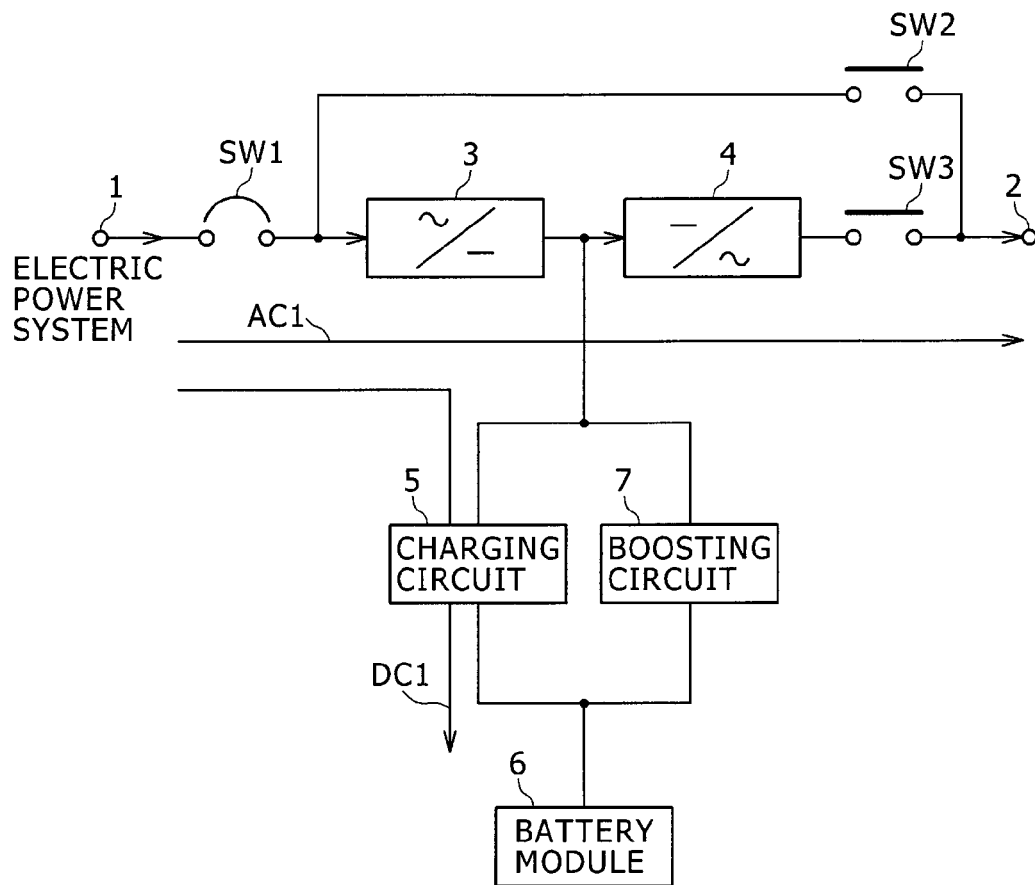 SW2
SW1
3
4
SW3
1
2
ELECTRIC
POWER
SYSTEM
AC1
5
7
CHARGING
CIRCUIT
BOOSTING
CIRCUIT
DC1
6
BATTERY
MODULE